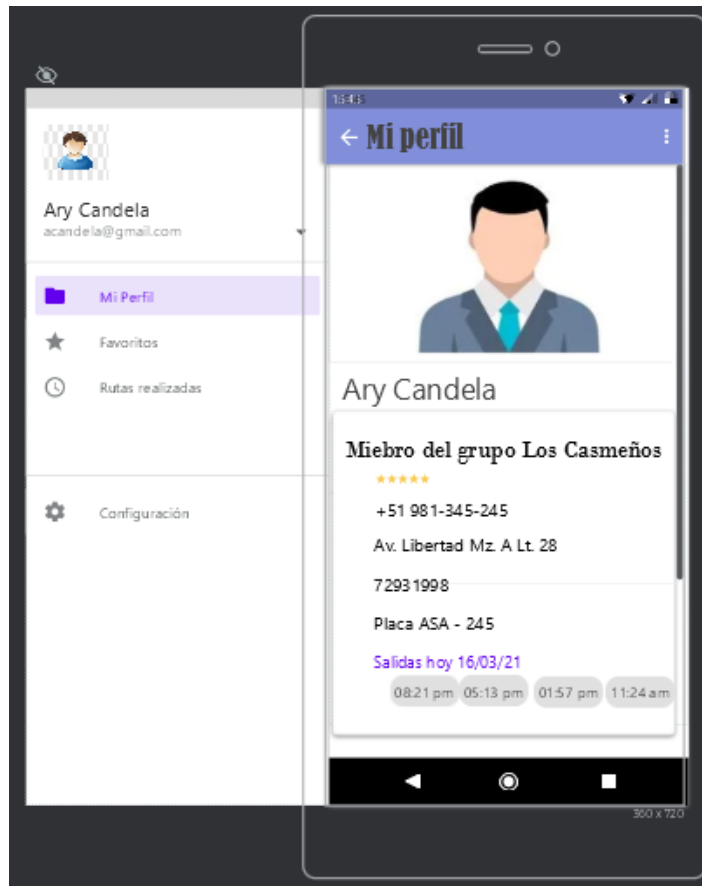 Ary Candela
acandela@gmail.com
Mi Perfil
Favoritos
Rutas realizadas
Configuración
Mi perfil
Ary Candela
Miebro del grupo Los Casmeños
+51 981-345-245
Av. Libertad Mz. A Lt. 28
72931998
Placa ASA - 245
Salidas hoy 16/03/21
08:21 pm 05:13 pm 01:57 pm 11:24 am
360 x 720